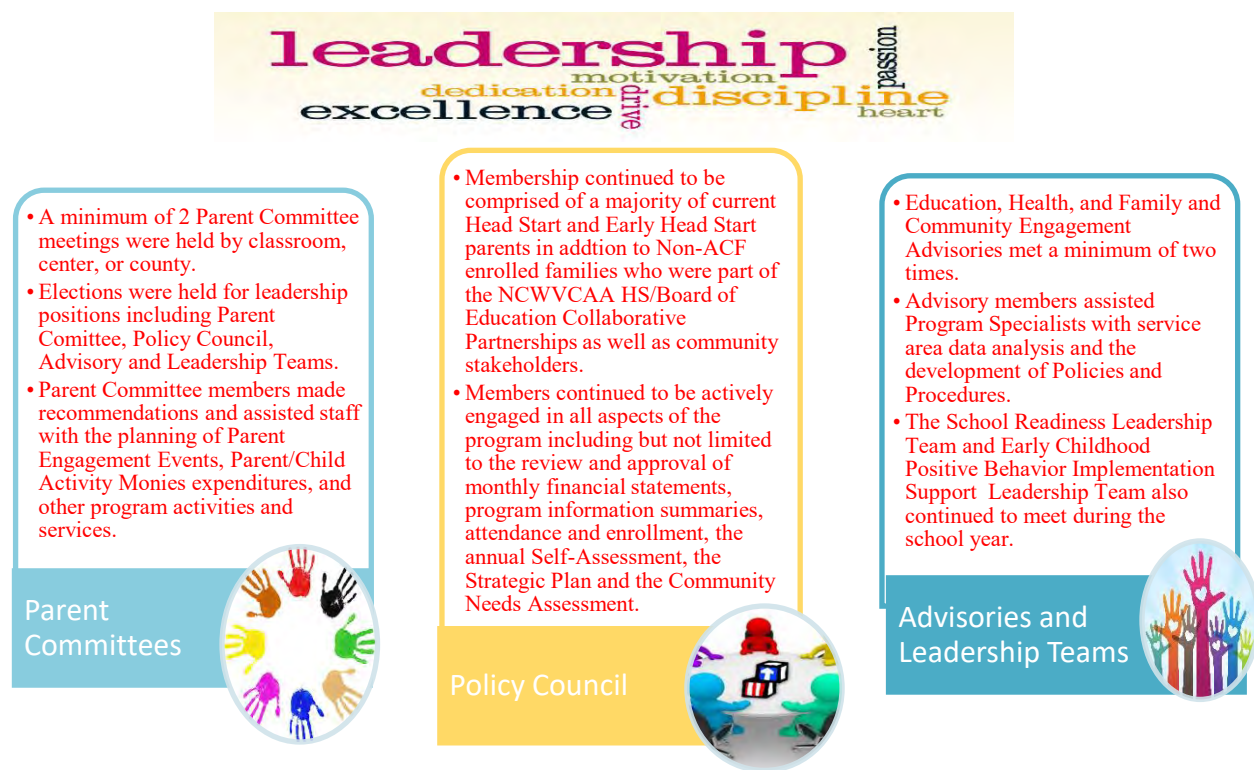 leadership
passion
motivation
dedication
drive
discipline
excellence
heart
• A minimum of 2 Parent Committee
meetings were held by classroom,
center, or county.
• Elections were held for leadership
positions including Parent
Comittee, Policy Council,
Advisory and Leadership Teams.
• Parent Committee members made
recommendations and assisted staff
with the planning of Parent
Engagement Events, Parent/Child
Activity Monies expenditures, and
other program activities and
services.
Parent
Committees
• Membership continued to be
comprised of a majority of current
Head Start and Early Head Start
parents in addtion to Non-ACF
enrolled families who were part of
the NCWVCAA HS/Board of
Education Collaborative
Partnerships as well as community
stakeholders.
• Members continued to be actively
engaged in all aspects of the
program including but not limited
to the review and approval of
monthly financial statements,
program information summaries,
attendance and enrollment, the
annual Self-Assessment, the
Strategic Plan and the Community
Needs Assessment.
Policy Council
• Education, Health, and Family and
Community Engagement
Advisories met a minimum of two
times.
• Advisory members assisted
Program Specialists with service
area data analysis and the
development of Policies and
Procedures.
• The School Readiness Leadership
Team and Early Childhood
Positive Behavior Implementation
Support  Leadership Team also
continued to meet during the
school year.
Advisories and
Leadership Teams